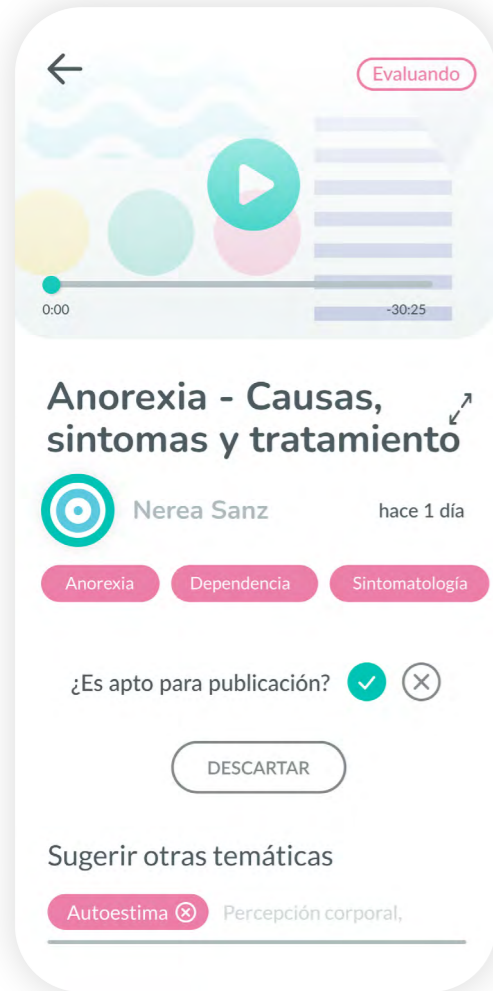 Evaluando
0:00 -30:25
Anorexia - Causas,
sintomas y tratamiento
Nerea Sanz hace 1 día
Anorexia Dependencia Sintomatología
¿Es apto para publicación?
DESCARTAR
Sugerir otras temáticas
Autoestima Percepción corporal,